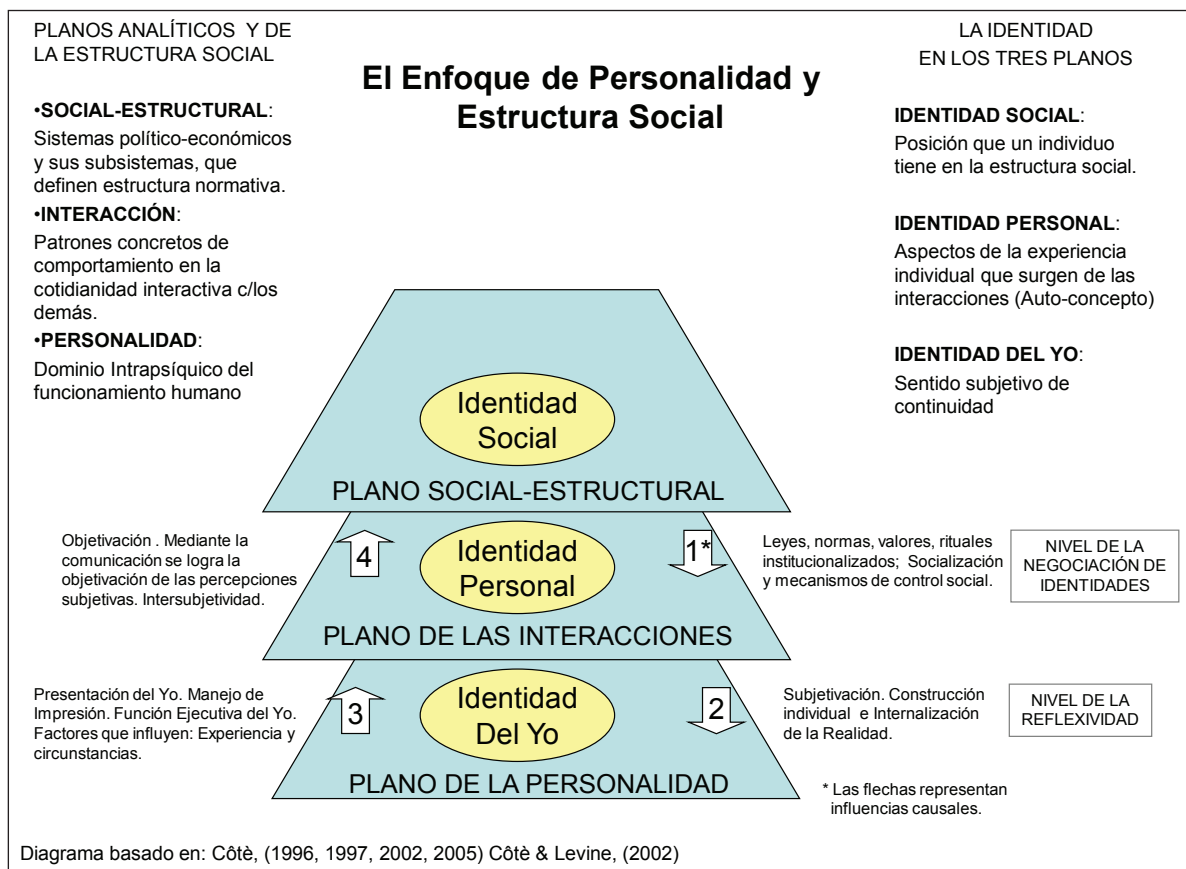 PLANOS ANALÍTICOS Y DE
LA ESTRUCTURA SOCIAL
•SOCIAL-ESTRUCTURAL:
Sistemas político-económicos
y sus subsistemas, que
definen estructura normativa.
•INTERACCIÓN:
Patrones concretos de
comportamiento en la
cotidianidad interactiva c/los
demás.
•PERSONALIDAD:
Dominio Intrapsíquico del
funcionamiento humano
El Enfoque de Personalidad y
Estructura Social
LA IDENTIDAD
EN LOS TRES PLANOS
IDENTIDAD SOCIAL:
Posición que un individuo
tiene en la estructura social.
IDENTIDAD PERSONAL:
Aspectos de la experiencia
individual que surgen de las
interacciones (Auto-concepto)
IDENTIDAD DEL YO:
Sentido subjetivo de
continuidad
Identidad
Social
PLANO SOCIAL-ESTRUCTURAL
Objetivación . Mediante la
comunicación se logra la
objetivación de las percepciones
subjetivas. Intersubjetividad.
4
Identidad
Personal
1*
PLANO DE LAS INTERACCIONES
Leyes, normas, valores, rituales
institucionalizados; Socialización
y mecanismos de control social.
NIVEL DE LA
NEGOCIACIÓN DE
IDENTIDADES
Presentación del Yo. Manejo de
Impresión. Función Ejecutiva del Yo.
Factores que influyen: Experiencia y
circunstancias.
3
Identidad
Del Yo
2
PLANO DE LA PERSONALIDAD
Subjetivación. Construcción
individual e Internalización
de la Realidad.
NIVEL DE LA
REFLEXIVIDAD
* Las flechas representan
influencias causales.
Diagrama basado en: Côtè, (1996, 1997, 2002, 2005) Côtè & Levine, (2002)